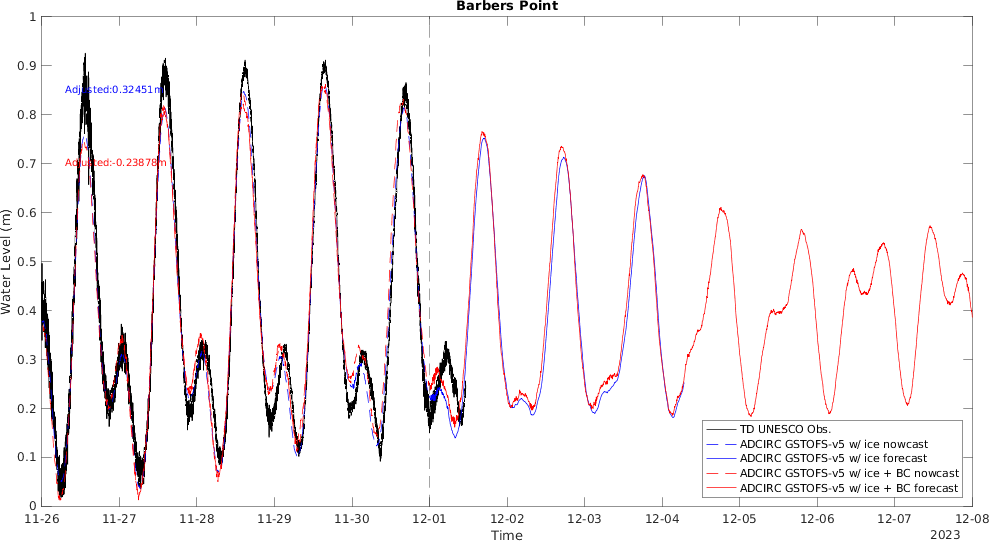 Barbers Point
1
0.9
0.8
0.7
0.6
0.5
0.4
0.3
0.2
0.1
0
Water Level (m)
Adjusted:0.32451m
Adjusted:-0.23878m
TD UNESCO Obs.
ADCIRC GSTOFS-v5 w/ ice nowcast
ADCIRC GSTOFS-v5 w/ ice forecast
ADCIRC GSTOFS-v5 w/ ice + BC nowcast
ADCIRC GSTOFS-v5 w/ ice + BC forecast
11-26 11-27 11-28 11-29 11-30 12-01 12-02 12-03 12-04 12-05 12-06 12-07 12-08
Time
2023